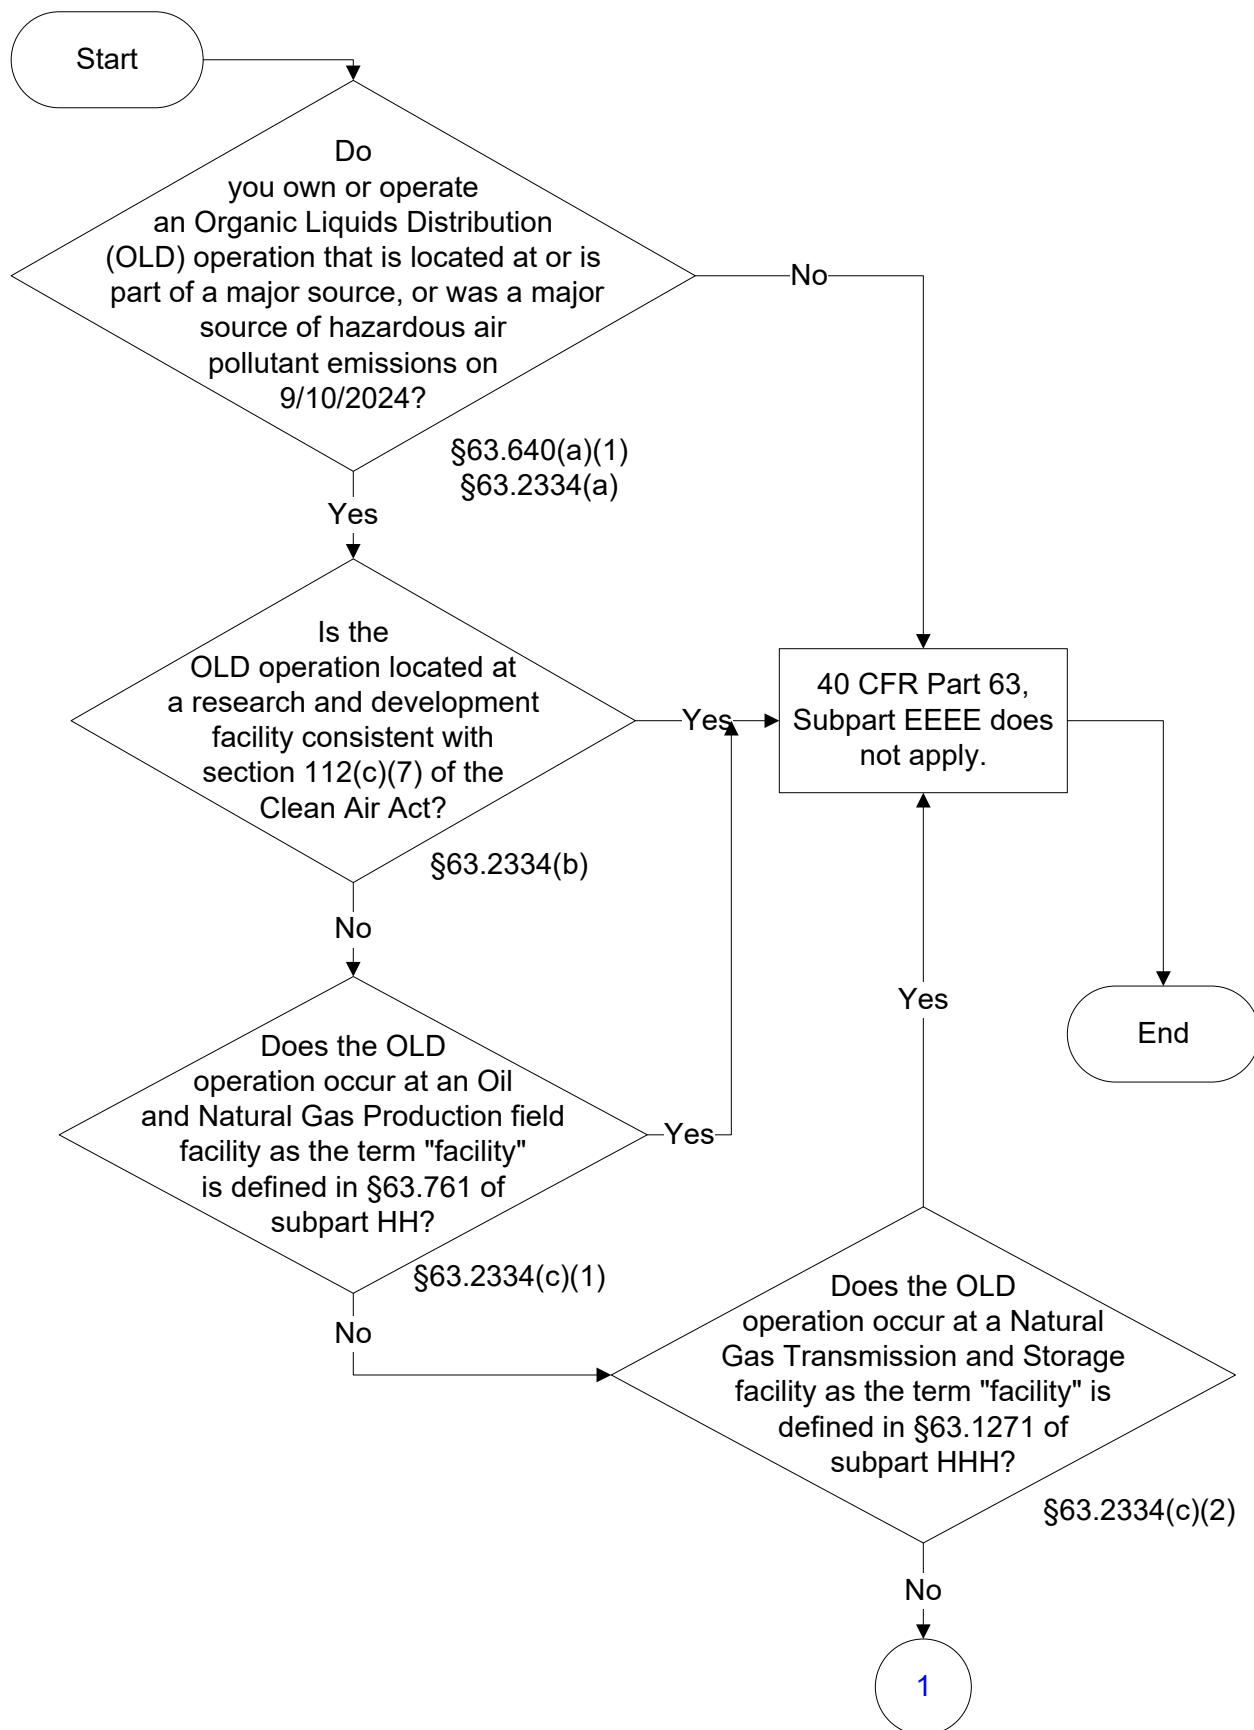 Start
Do
you own or operate
an Organic Liquids Distribution
(OLD) operation that is located at or is
part of a major source, or was a major
source of hazardous air
pollutant emissions on
9/10/2024?
No
§63.640(a)(1)
§63.2334(a)
Yes
Is the
OLD operation located at
a research and development
facility consistent with
section 112(c)(7) of the
Clean Air Act?
Yes
40 CFR Part 63,
Subpart EEEE does
not apply.
§63.2334(b)
No
Does the OLD
operation occur at an Oil
and Natural Gas Production field
facility as the term "facility"
is defined in §63.761 of
subpart HH?
Yes
Yes
End
§63.2334(c)(1)
No
Does the OLD
operation occur at a Natural
Gas Transmission and Storage
facility as the term "facility" is
defined in §63.1271 of
subpart HHH?
§63.2334(c)(2)
No
1